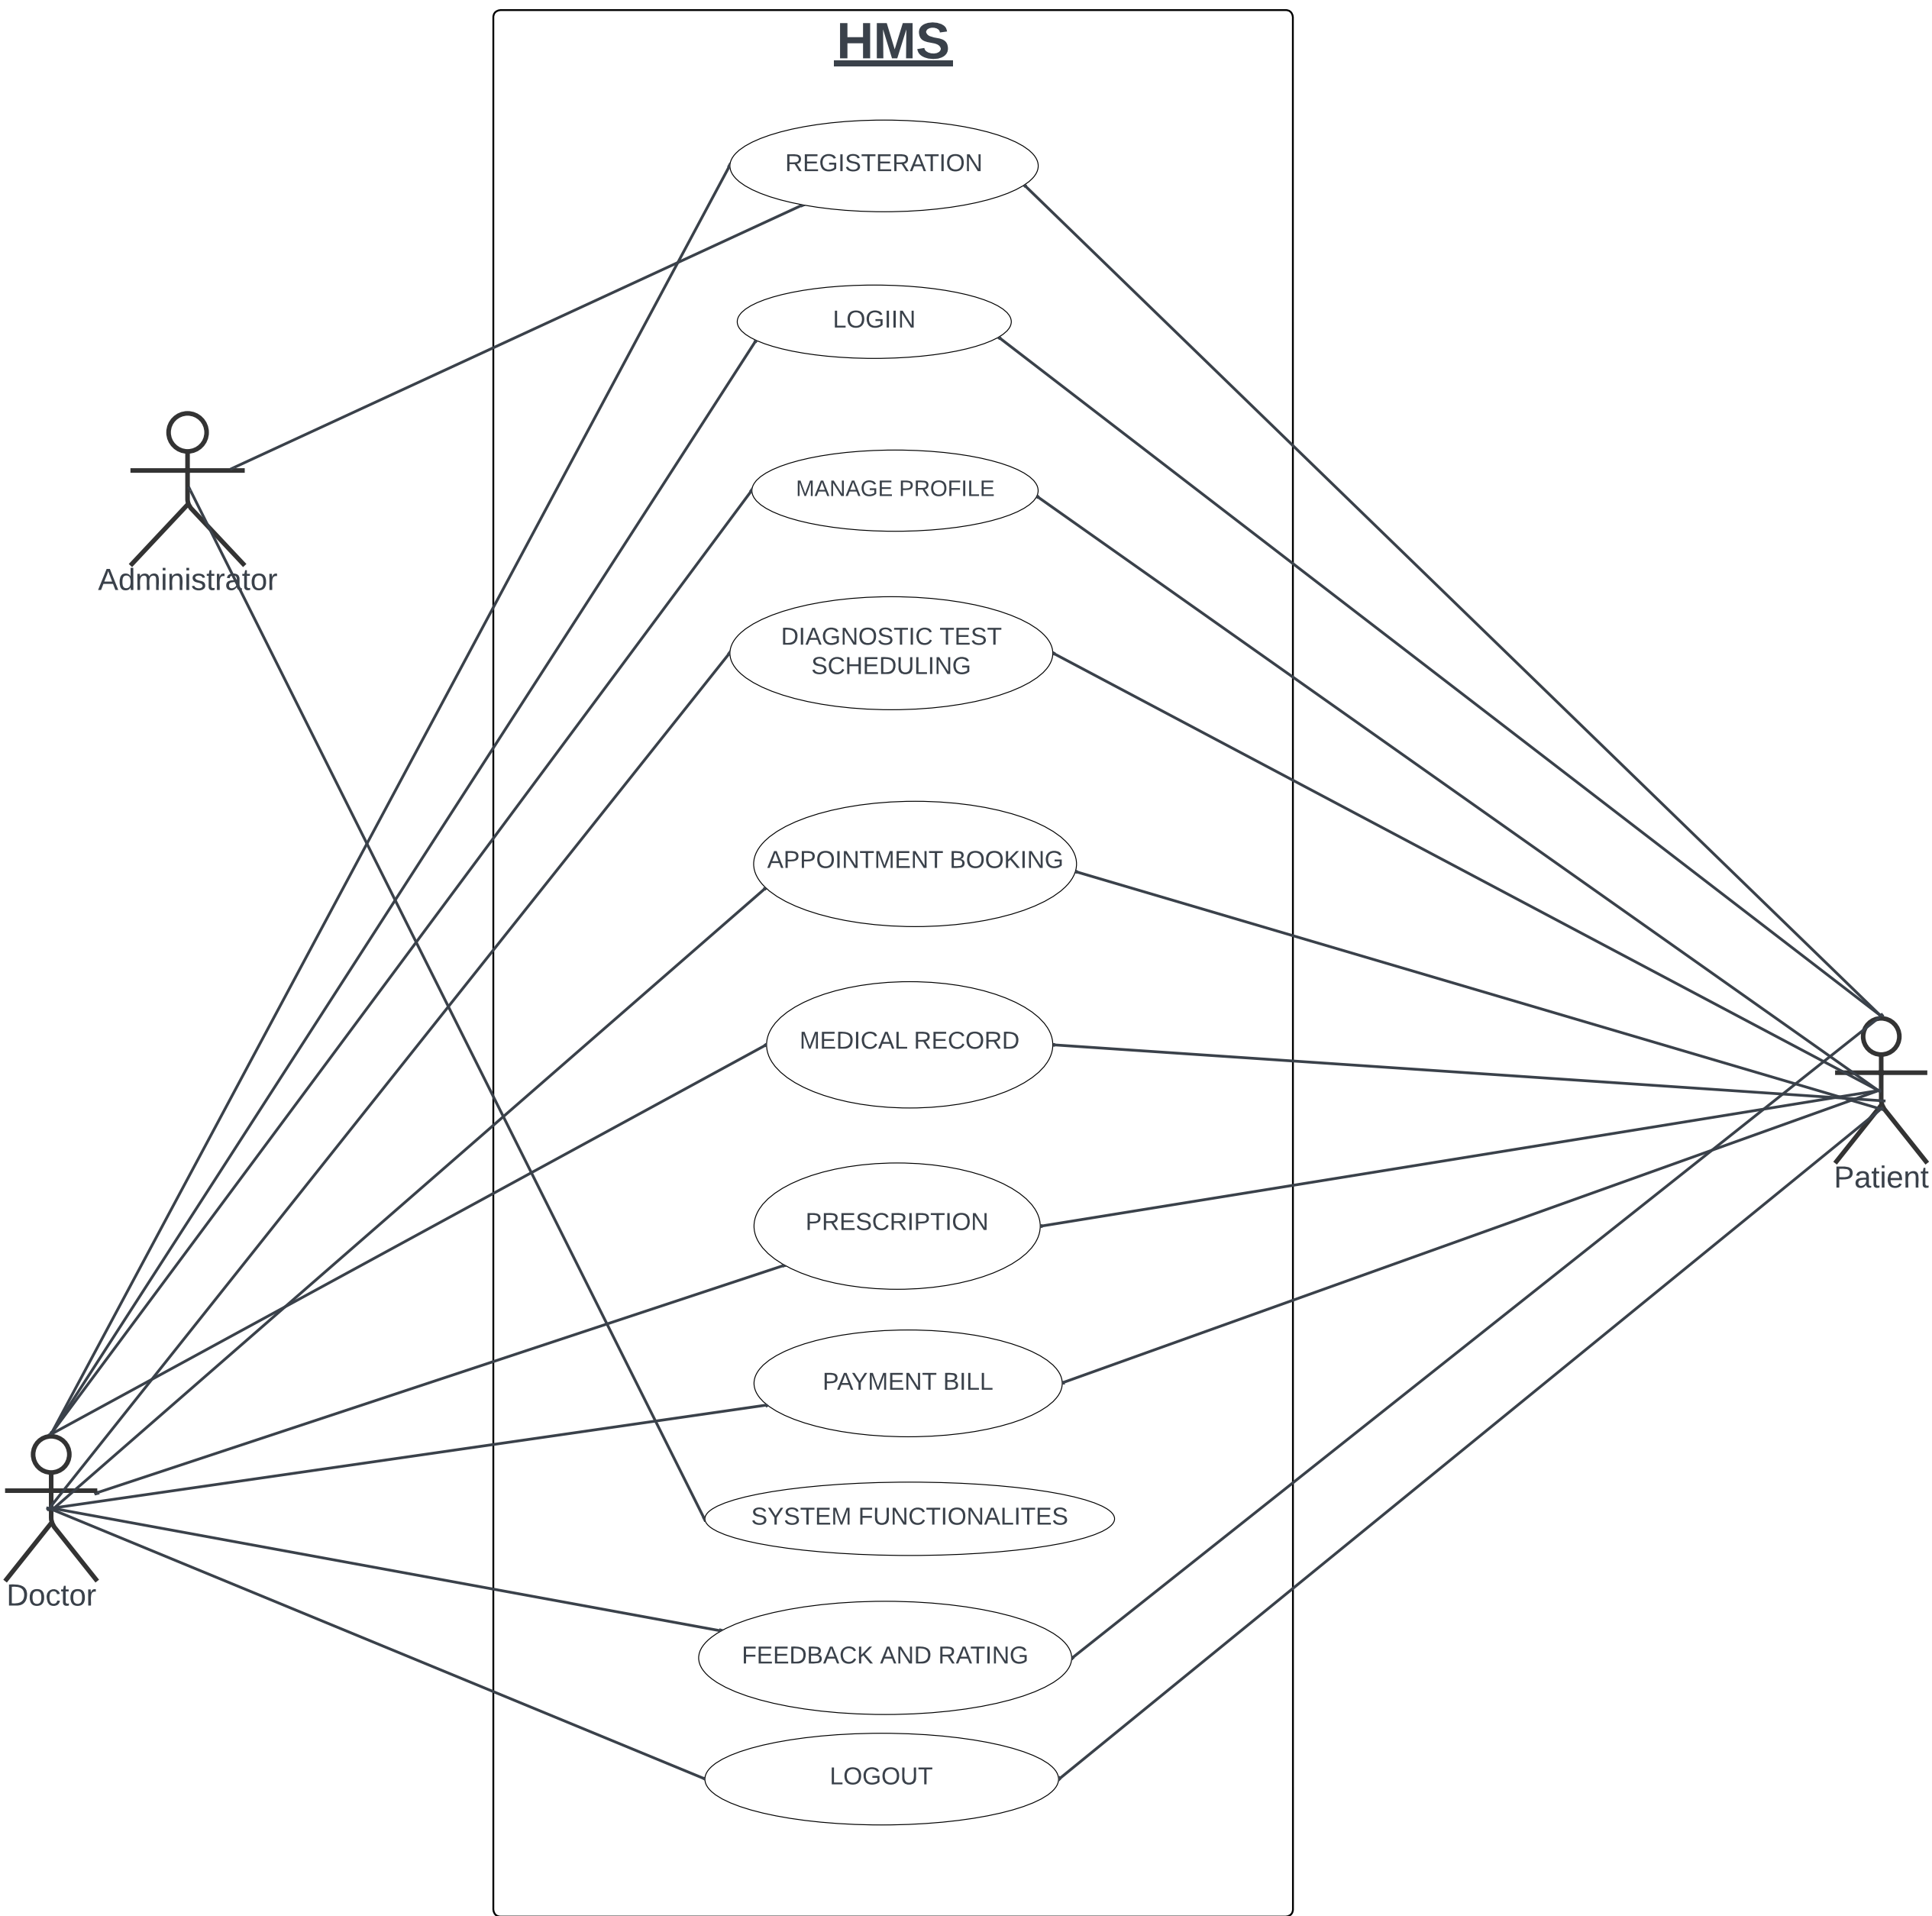 HMS
REGISTERATION
LOGIIN
Administrator
MANAGE PROFILE
DIAGNOSTIC TEST
SCHEDULING
APPOINTMENT BOOKING
MEDICAL RECORD
Patient
PRESCRIPTION
PAYMENT BILL
SYSTEM FUNCTIONALITES
Doctor
FEEDBACK AND RATING
LOGOUT